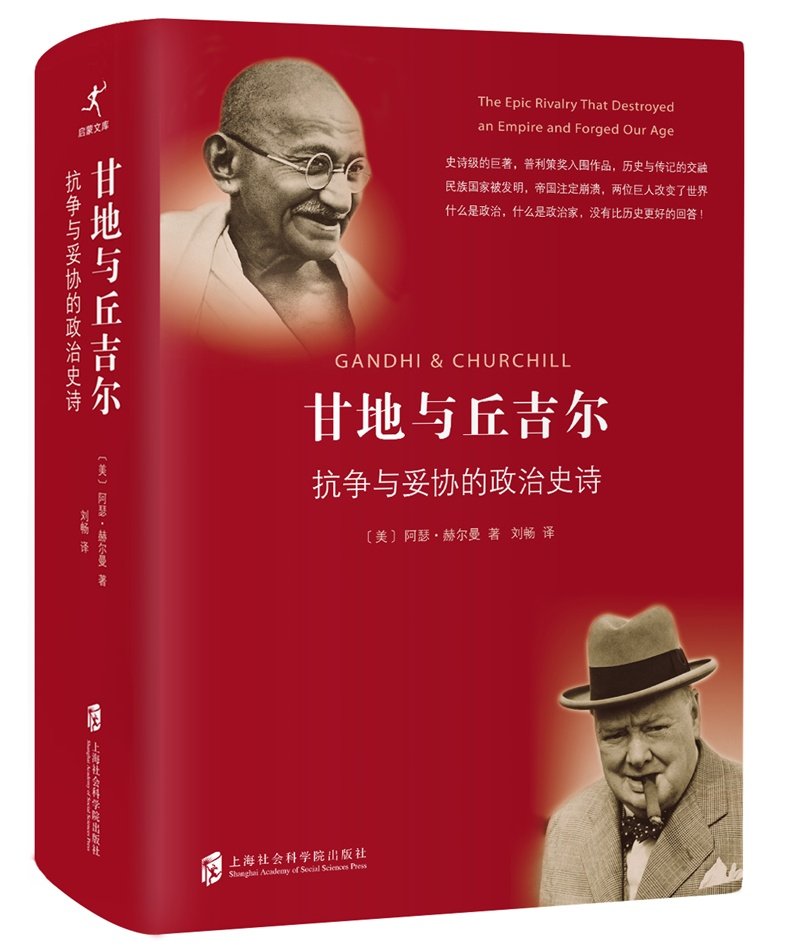 启蒙文库
甘地与丘吉尔
抗争与妥协的政治史诗
〔美〕阿瑟·赫尔曼 著
刘畅 译
上海社会科学院出版社
Shanghai Academy of Social Sciences Press
The Epic Rivalry That Destroyed
an Empire and Forged Our Age
史诗级的巨著，普利策奖入围作品，历史与传记的交融
民族国家被发明，帝国注定崩溃，两位巨人改变了世界
什么是政治，什么是政治家，没有比历史更好的回答！
GANDHI & CHURCHILL
甘地与丘吉尔
抗争与妥协的政治史诗
〔美〕阿瑟·赫尔曼 著 刘畅 译
上海社会科学院出版社
Shanghai Academy of Social Sciences Press